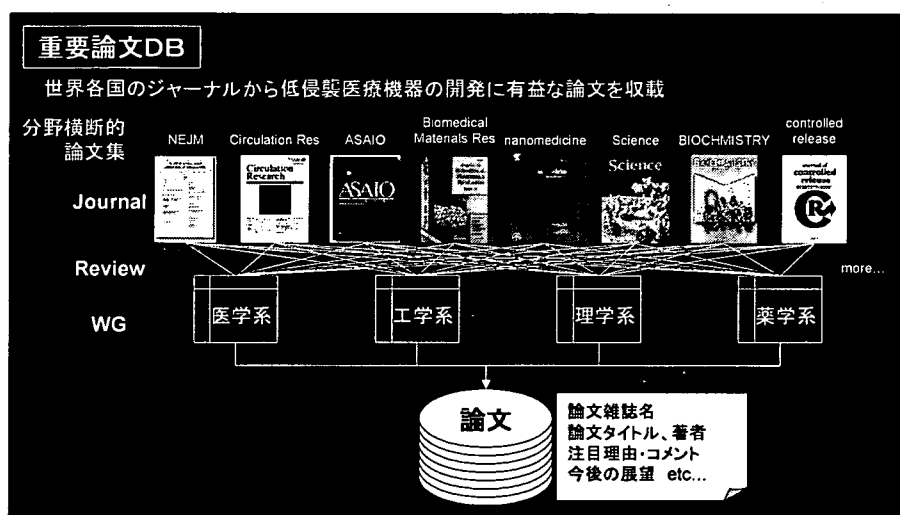 重要論文DB
世界各国のジャーナルから低侵襲医療機器の開発に有益な論文を収載
分野横断的
論文集
NEJM
Circulation Res
ASAIO
Biomedical
Materials Res
nanomedicine
Science
BIOCHMISTRY
controlled
release
Journal
Circulation
Research
ASAIO
Science
journal of
controlled
release
Review
more...
WG
医学系
工学系
理学系
薬学系
論文
論文雑誌名
論文タイトル、著者
注目理由・コメント
今後の展望 etc...